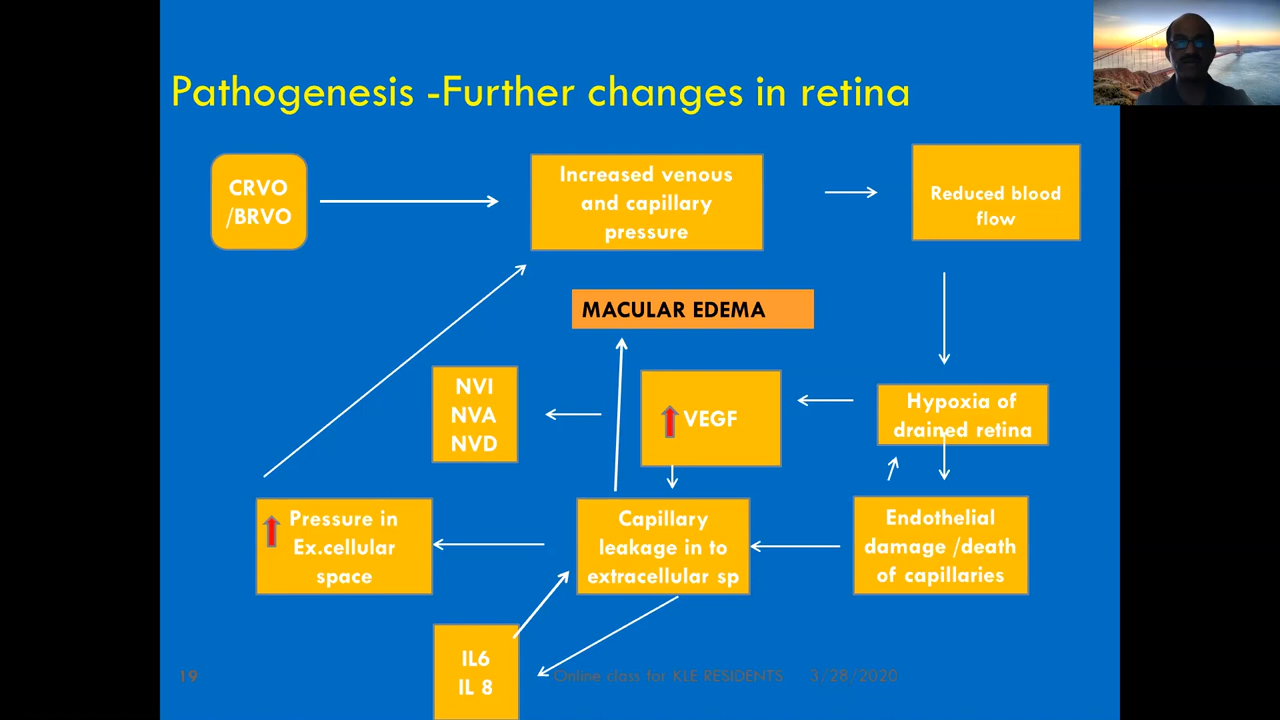 Pathogenesis -Further changes in retina
CRVO
/BRVO
Increased venous
and capillary
pressure
Reduced blood
flow
MACULAR EDEMA
NVI
NVA
NVD
VEGF
Hypoxia of
drained retina
Pressure in
Ex.cellular
space
Capillary
leakage in to
extracellular sp
Endothelial
damage /death
of capillaries
IL6
IL 8
19
Online class for KLE RESIDENTS
3/28/2020